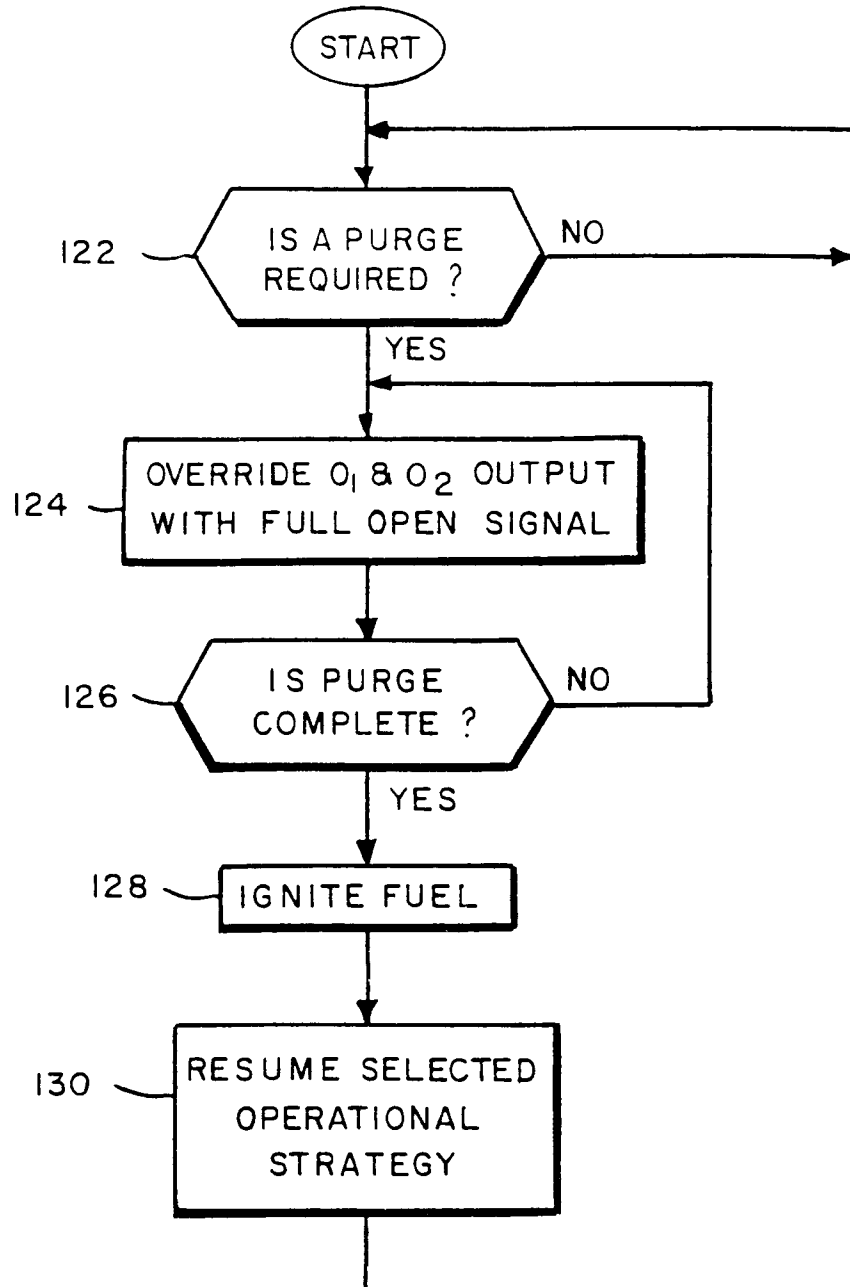 START
IS A PURGE
REQUIRED ?
NO
122
YES
OVERRIDE O₁ & O₂ OUTPUT
WITH FULL OPEN SIGNAL
124
IS PURGE
COMPLETE ?
NO
126
YES
128
IGNITE FUEL
RESUME SELECTED
OPERATIONAL
STRATEGY
130